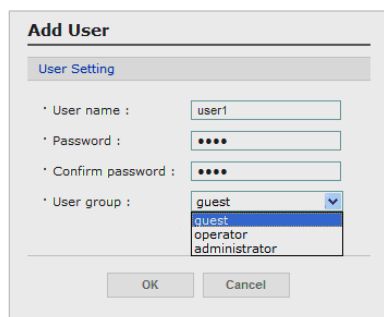 Add User
User Setting
· User name : user1
· Password : ••••
· Confirm password : ••••
· User group : guest
guest
operator
administrator
OK Cancel